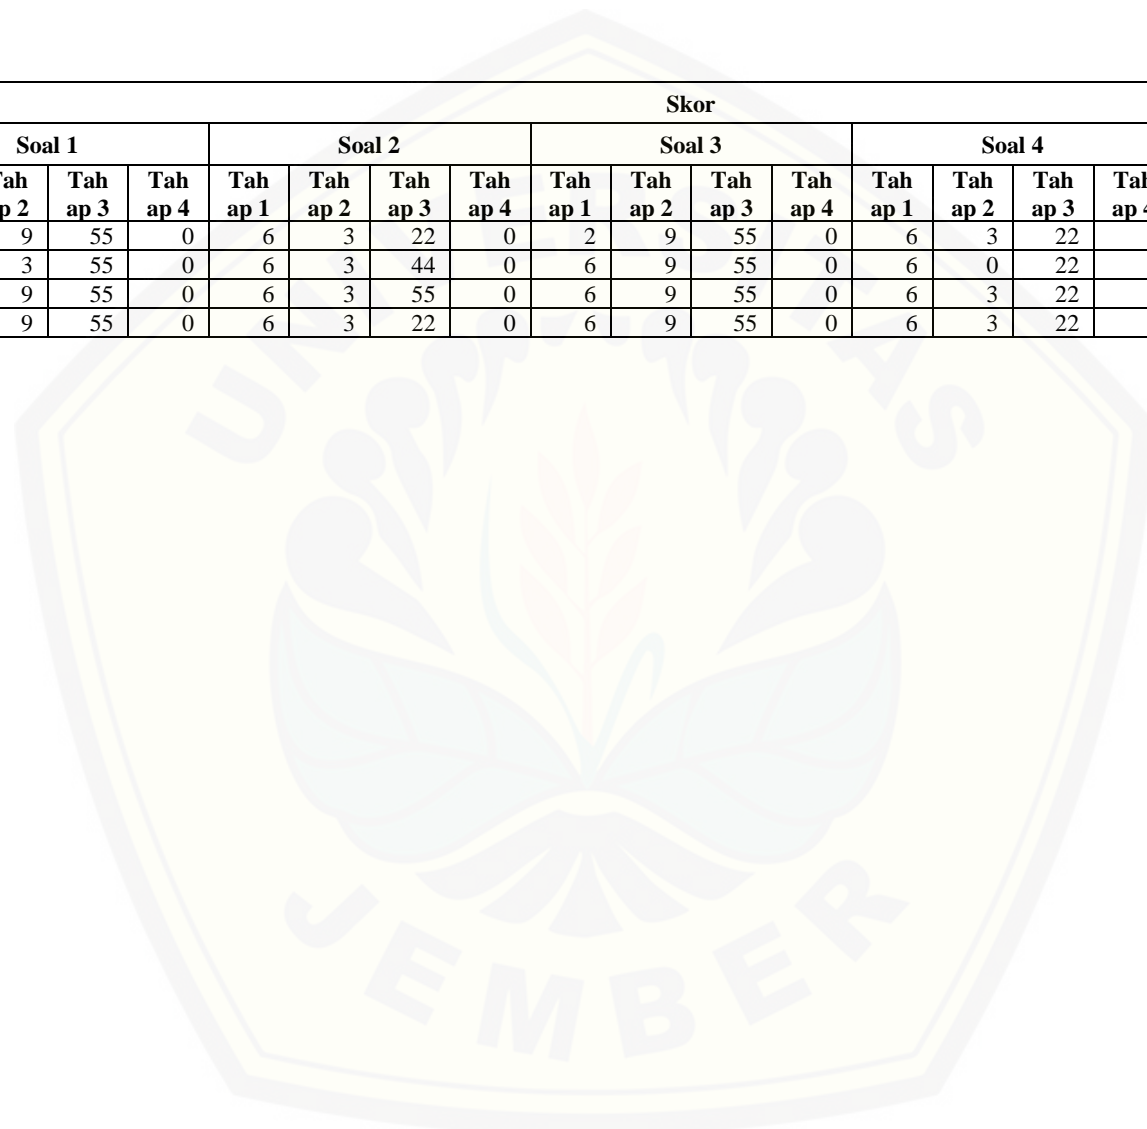 Skor
Soal 1 Soal 2 Soal 3 Soal 4
Tah Tah Tah Tah Tah Tah Tah Tah Tah Tah Tah Tah Tah
ap 3 ap 4 ap 1 ap 2 ap 3 ap 4 ap 1 ap 2 ap 3 ap 4 ap 1 ap 2 ap 3
9 55 0 6 3 22 0 2 9 55 0 6 3 22
3 55 0 6 3 44 0 6 9 55 0 6 0 22
9 55 0 6 3 55 0 6 9 55 0 6 3 22
9 55 0 6 3 22 0 6 9 55 0 6 3 22
UNIVERSITAS
JEMBER